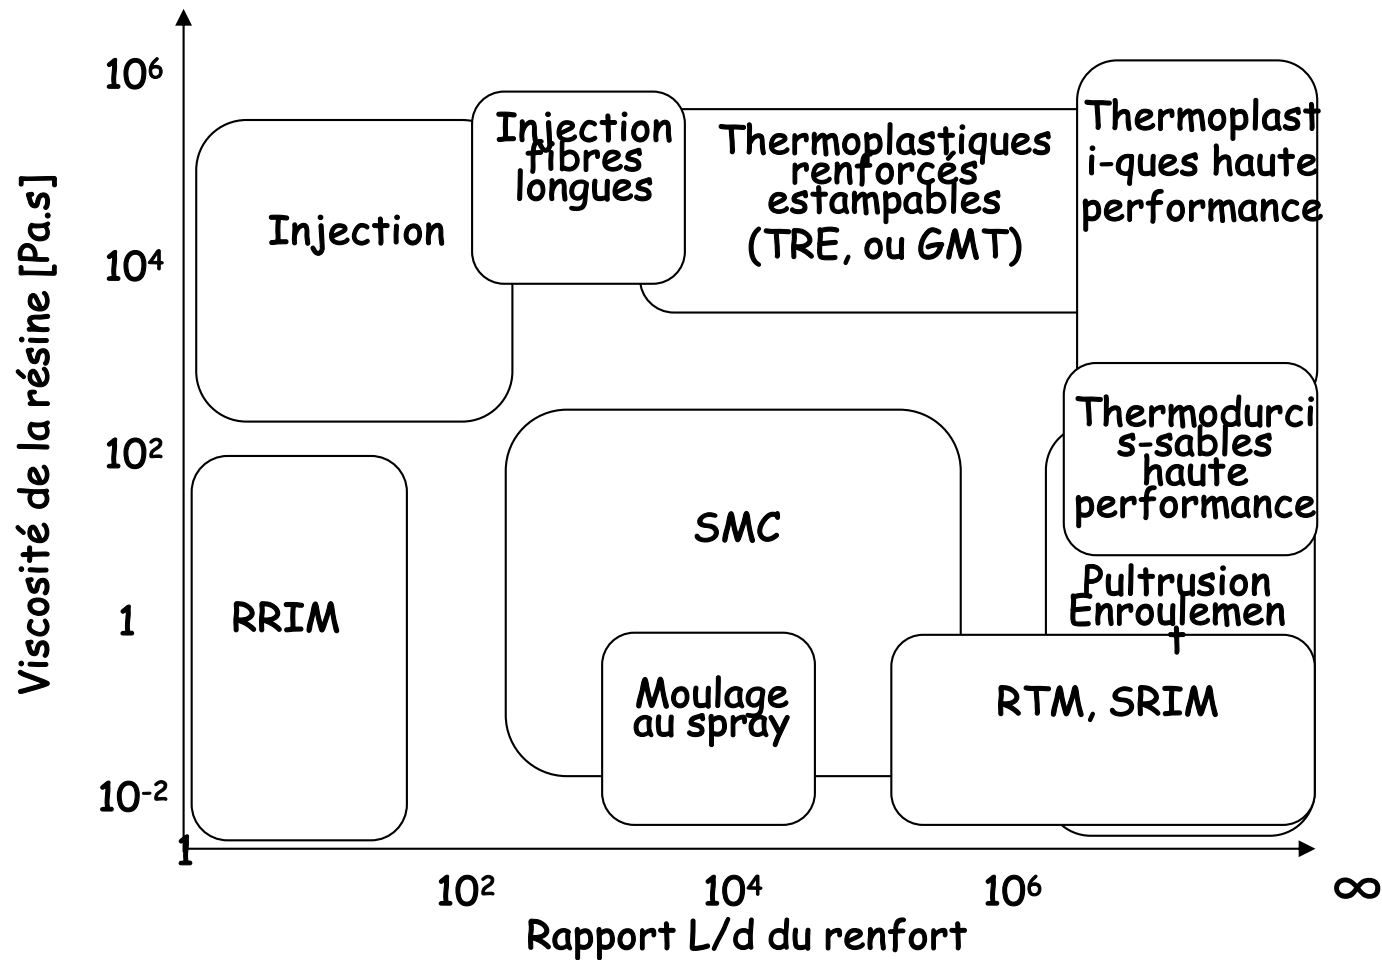 10⁶
10⁴
10²
1
10⁻²
1
Viscosité de la résine [Pa.s]
Injection
Injection
fibres
longues
Thermoplastiques
renforcés
estampables
(TRE, ou GMT)
Thermoplast
i-ques haute
performance
Thermodurci
s-sables
haute
performance
SMC
RRIM
Pultrusion
Enroulemen
t
Moulage
au spray
RTM, SRIM
10²
10⁴
10⁶
∞
Rapport L/d du renfort